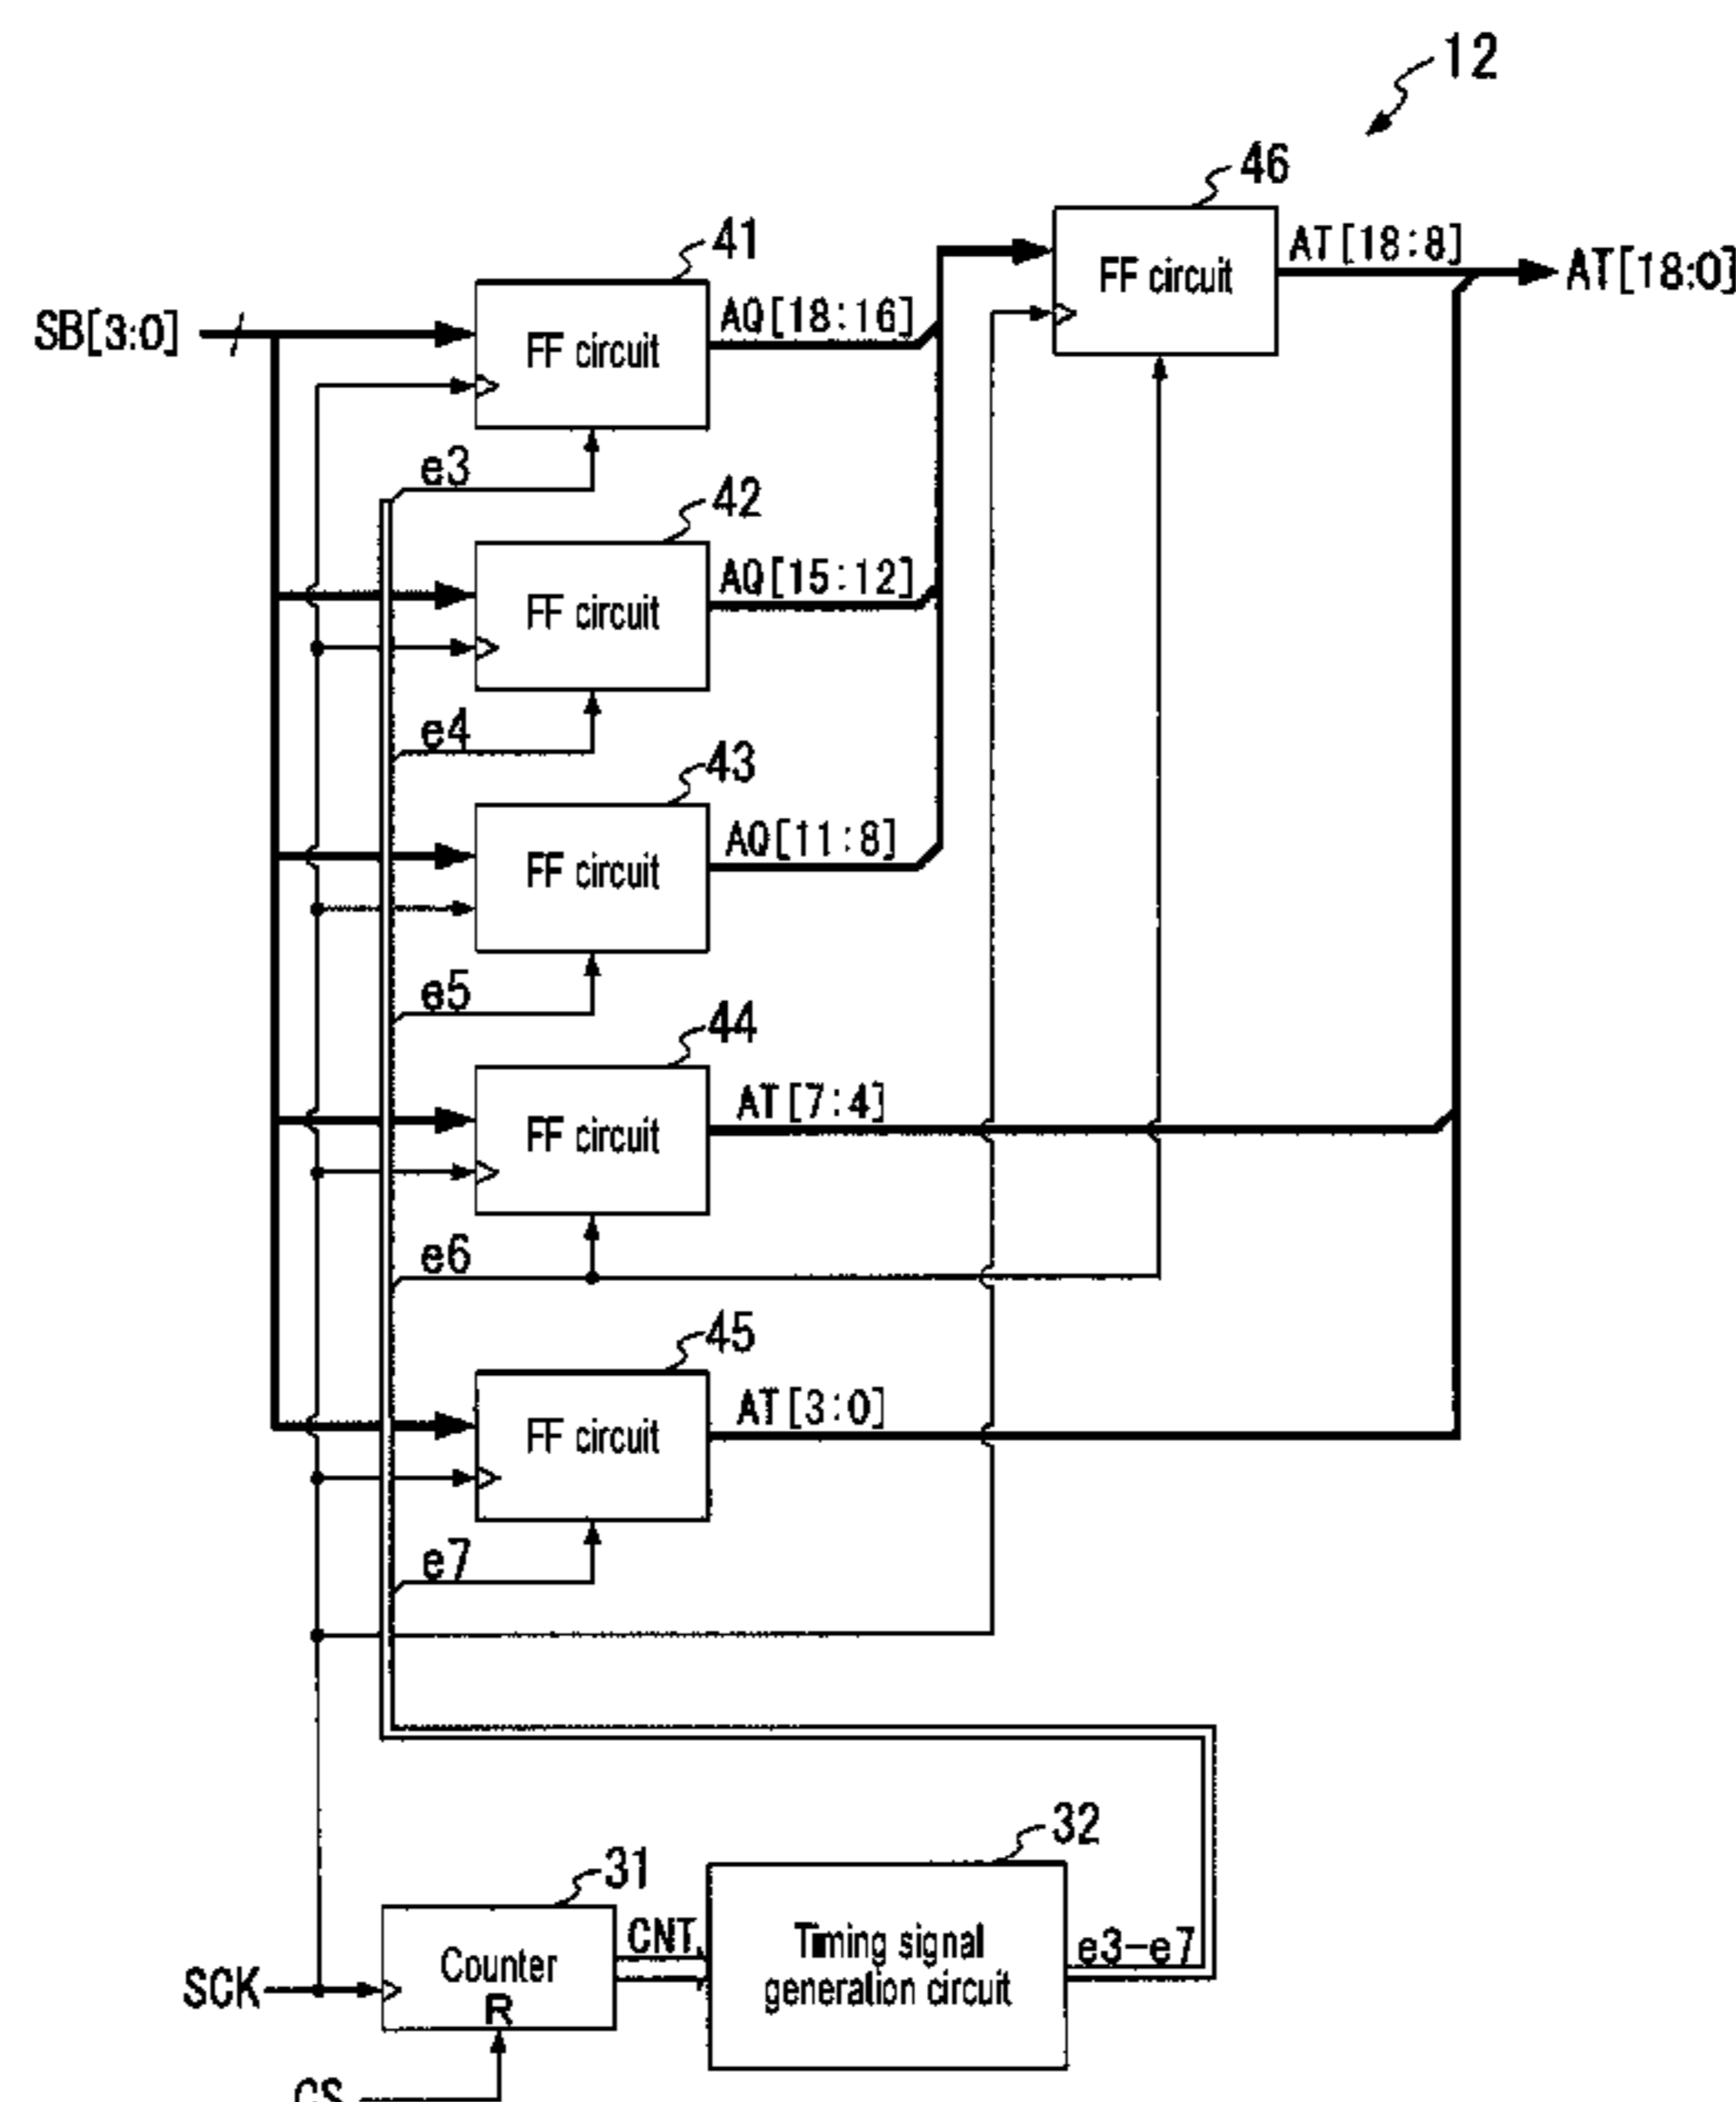 12
46
FF circuit
AT[18:8]
AT[18:0]
41
SB[3:0]
FF circuit
AQ[18:16]
e3
42
FF circuit
AQ[15:12]
e4
43
FF circuit
AQ[11:8]
e5
44
FF circuit
AT[7:4]
e6
45
FF circuit
AT[3:0]
e7
32
31
SCK
Counter
R
CNT
Timing signal
generation circuit
e3-e7
CS